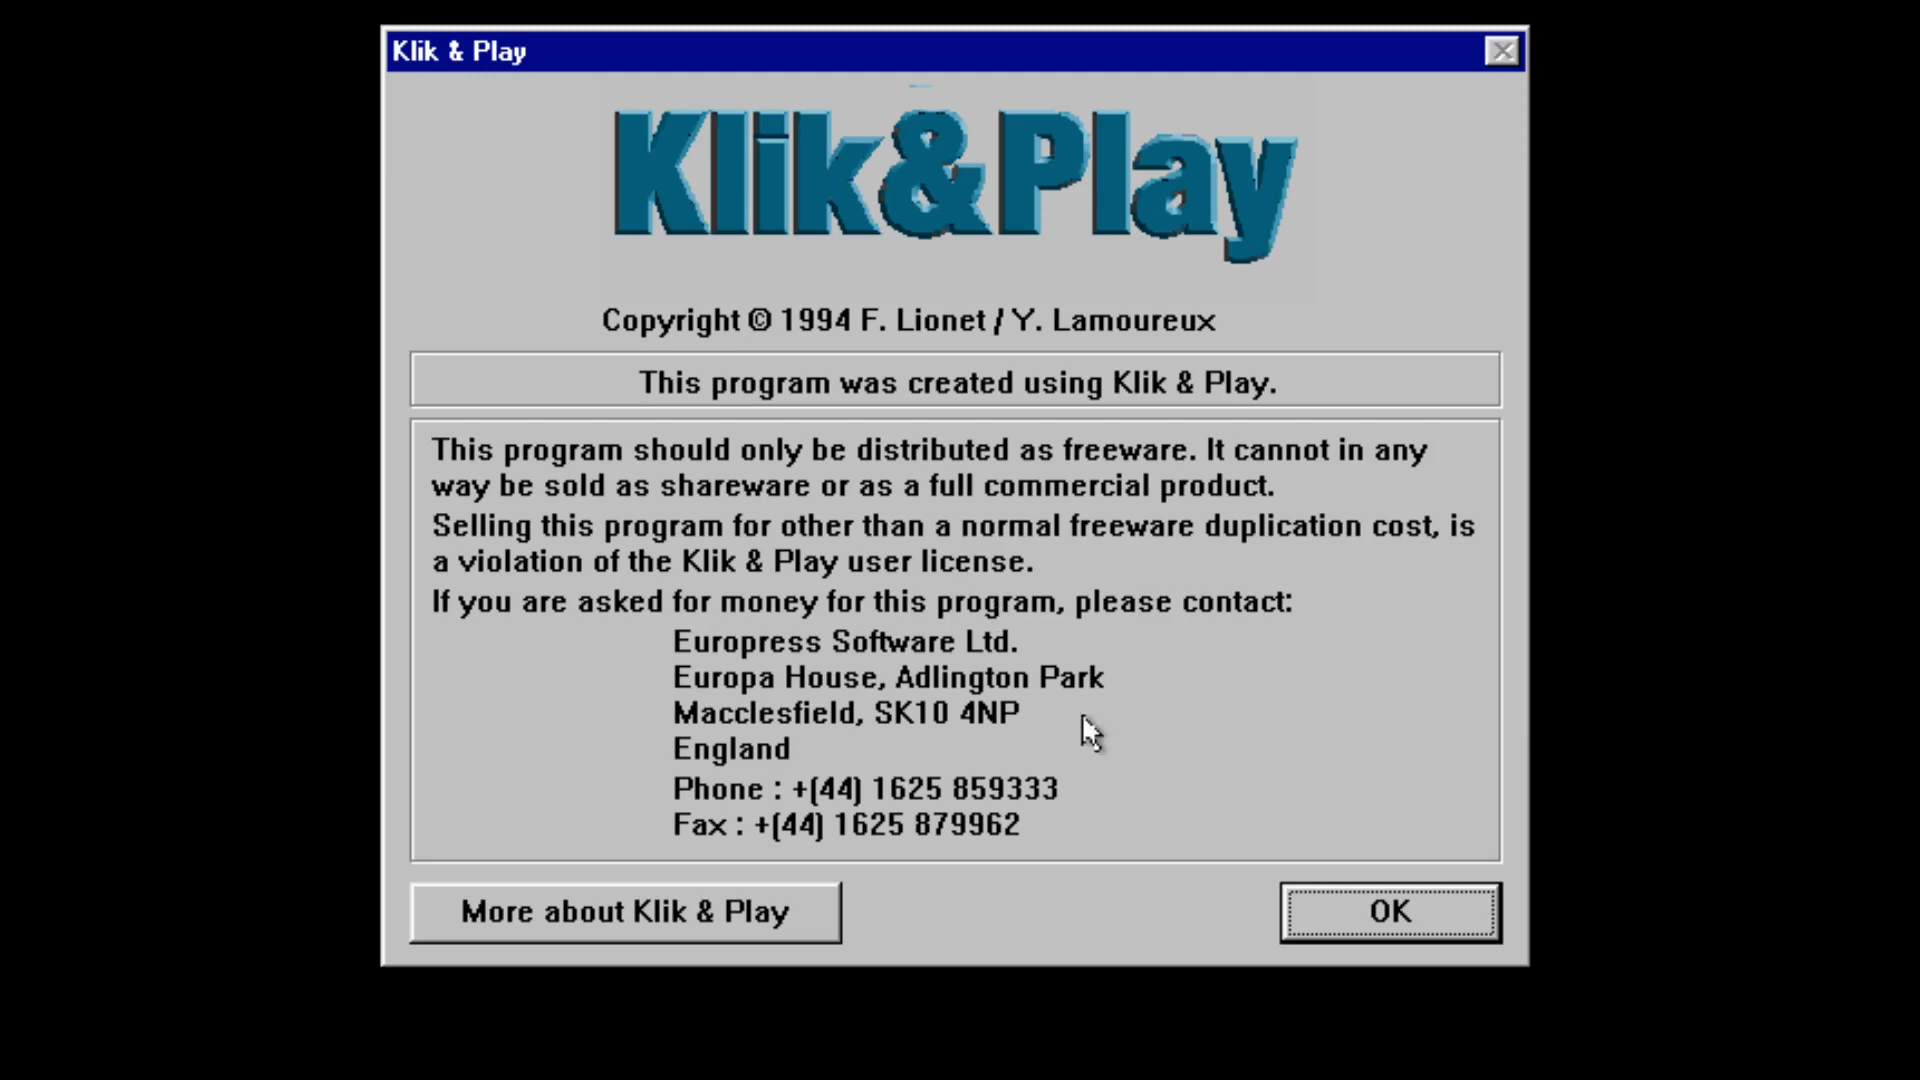 Klik & Play
Klik&Play
Copyright © 1994 F. Lionet / Y. Lamoureux
This program was created using Klik & Play.
This program should only be distributed as freeware. It cannot in any
way be sold as shareware or as a full commercial product.
Selling this program for other than a normal freeware duplication cost, is
a violation of the Klik & Play user license.
If you are asked for money for this program, please contact:
Europress Software Ltd.
Europa House, Adlington Park
Macclesfield, SK10 4NP
England
Phone : +(44) 1625 859333
Fax : +(44) 1625 879962
More about Klik & Play
OK